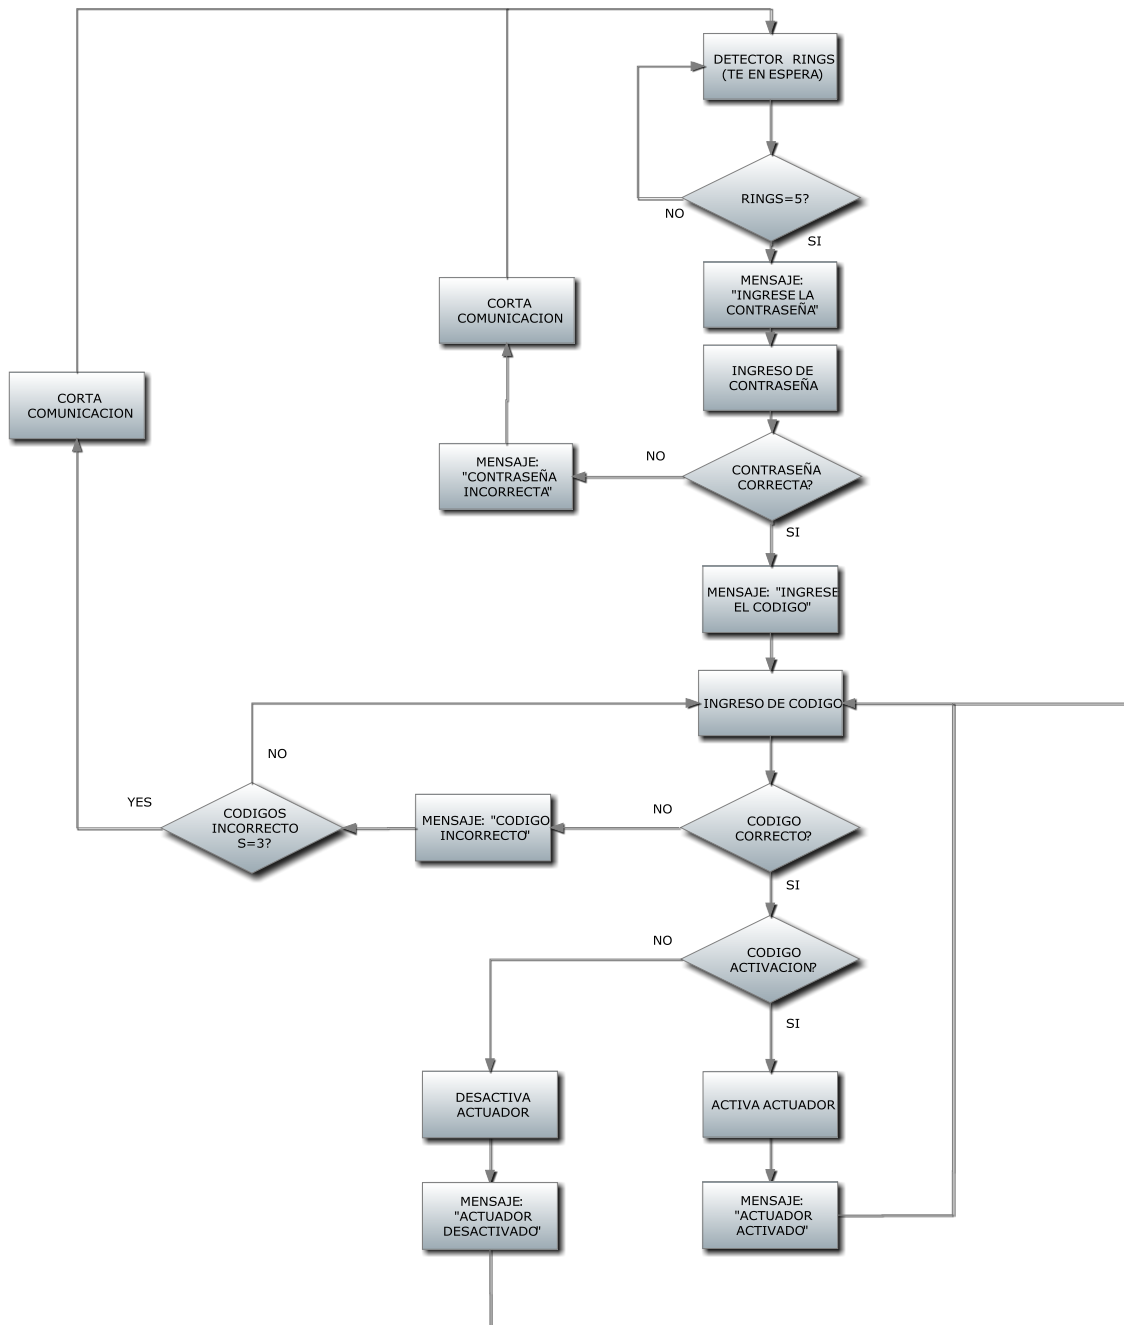 DETECTOR RINGS
(TE EN ESPERA)
RINGS=5?
NO
SI
MENSAJE:
"INGRESE LA
CONTRASEÑA"
CORTA
COMUNICACION
INGRESO DE
CONTRASEÑA
CORTA
COMUNICACION
NO
CONTRASEÑA
CORRECTA?
MENSAJE:
"CONTRASEÑA
INCORRECTA"
SI
MENSAJE: "INGRESE
EL CODIGO"
INGRESO DE CODIGO
NO
YES
CODIGOS
INCORRECTO
S=3?
MENSAJE: "CODIGO
INCORRECTO"
NO
CODIGO
CORRECTO?
SI
NO
CODIGO
ACTIVACION?
SI
DESACTIVA
ACTUADOR
ACTIVA ACTUADOR
MENSAJE:
"ACTUADOR
DESACTIVADO"
MENSAJE:
"ACTUADOR
ACTIVADO"